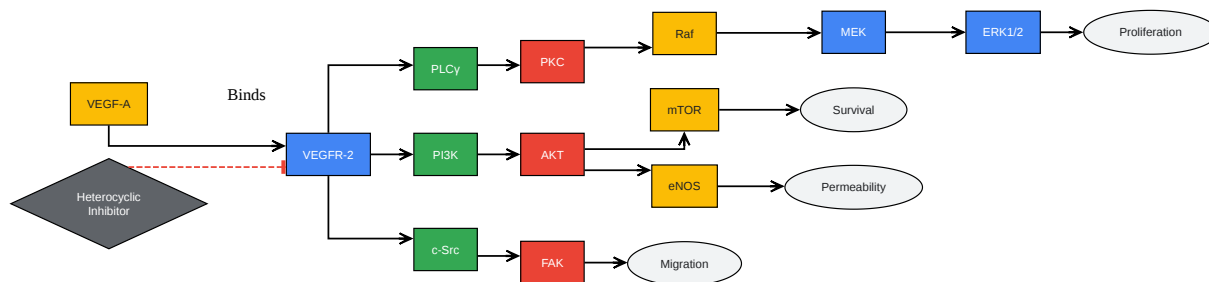 Raf
MEK
ERK1/2
Proliferation
PLCγ
PKC
Binds
VEGF-A
mTOR
Survival
VEGFR-2
PI3K
AKT
eNOS
Permeability
Heterocyclic
Inhibitor
c-Src
FAK
Migration